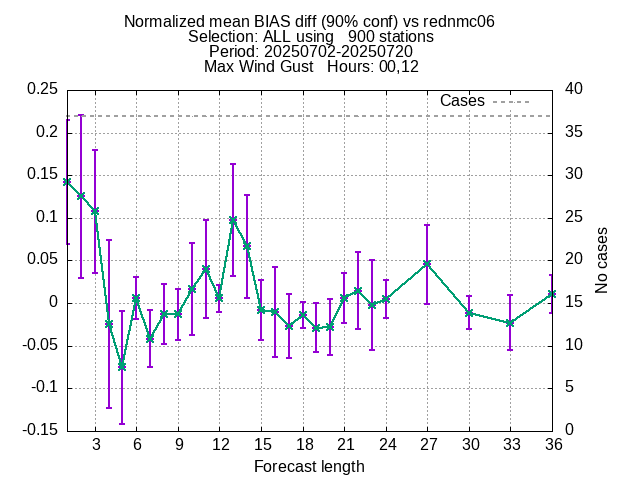 Normalized mean BIAS diff (90% conf) vs rednmc06
Selection: ALL using   900 stations
Period: 20250702-20250720
Max Wind Gust   Hours: 00,12
Cases
0.25
0.2
0.15
0.1
0.05
0
-0.05
-0.1
-0.15
40
35
30
25
20
15
10
5
0
No cases
3 6 9 12 15 18 21 24 27 30 33 36
Forecast length